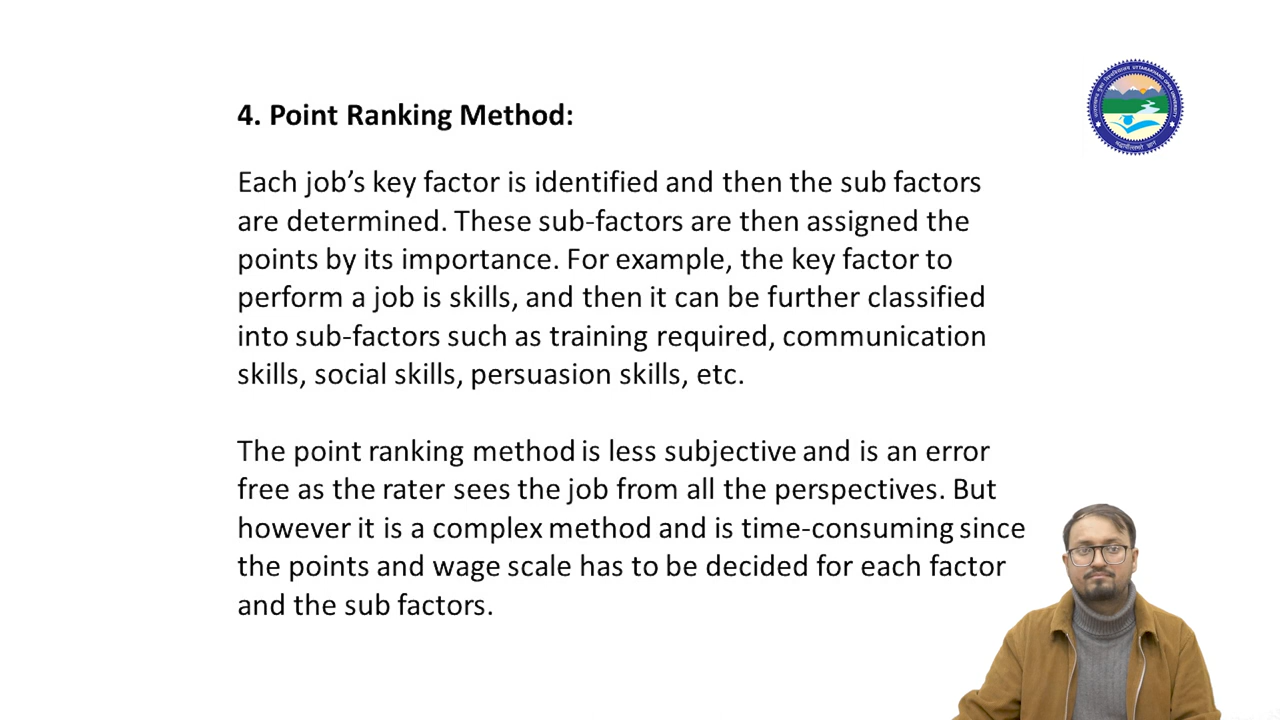 4. Point Ranking Method:
Each job’s key factor is identified and then the sub factors
are determined. These sub-factors are then assigned the
points by its importance. For example, the key factor to
perform a job is skills, and then it can be further classified
into sub-factors such as training required, communication
skills, social skills, persuasion skills, etc.
The point ranking method is less subjective and is an error
free as the rater sees the job from all the perspectives. But
however it is a complex method and is time-consuming since
the points and wage scale has to be decided for each factor
and the sub factors.
UTTARAKHAND OPEN UNIVERSITY